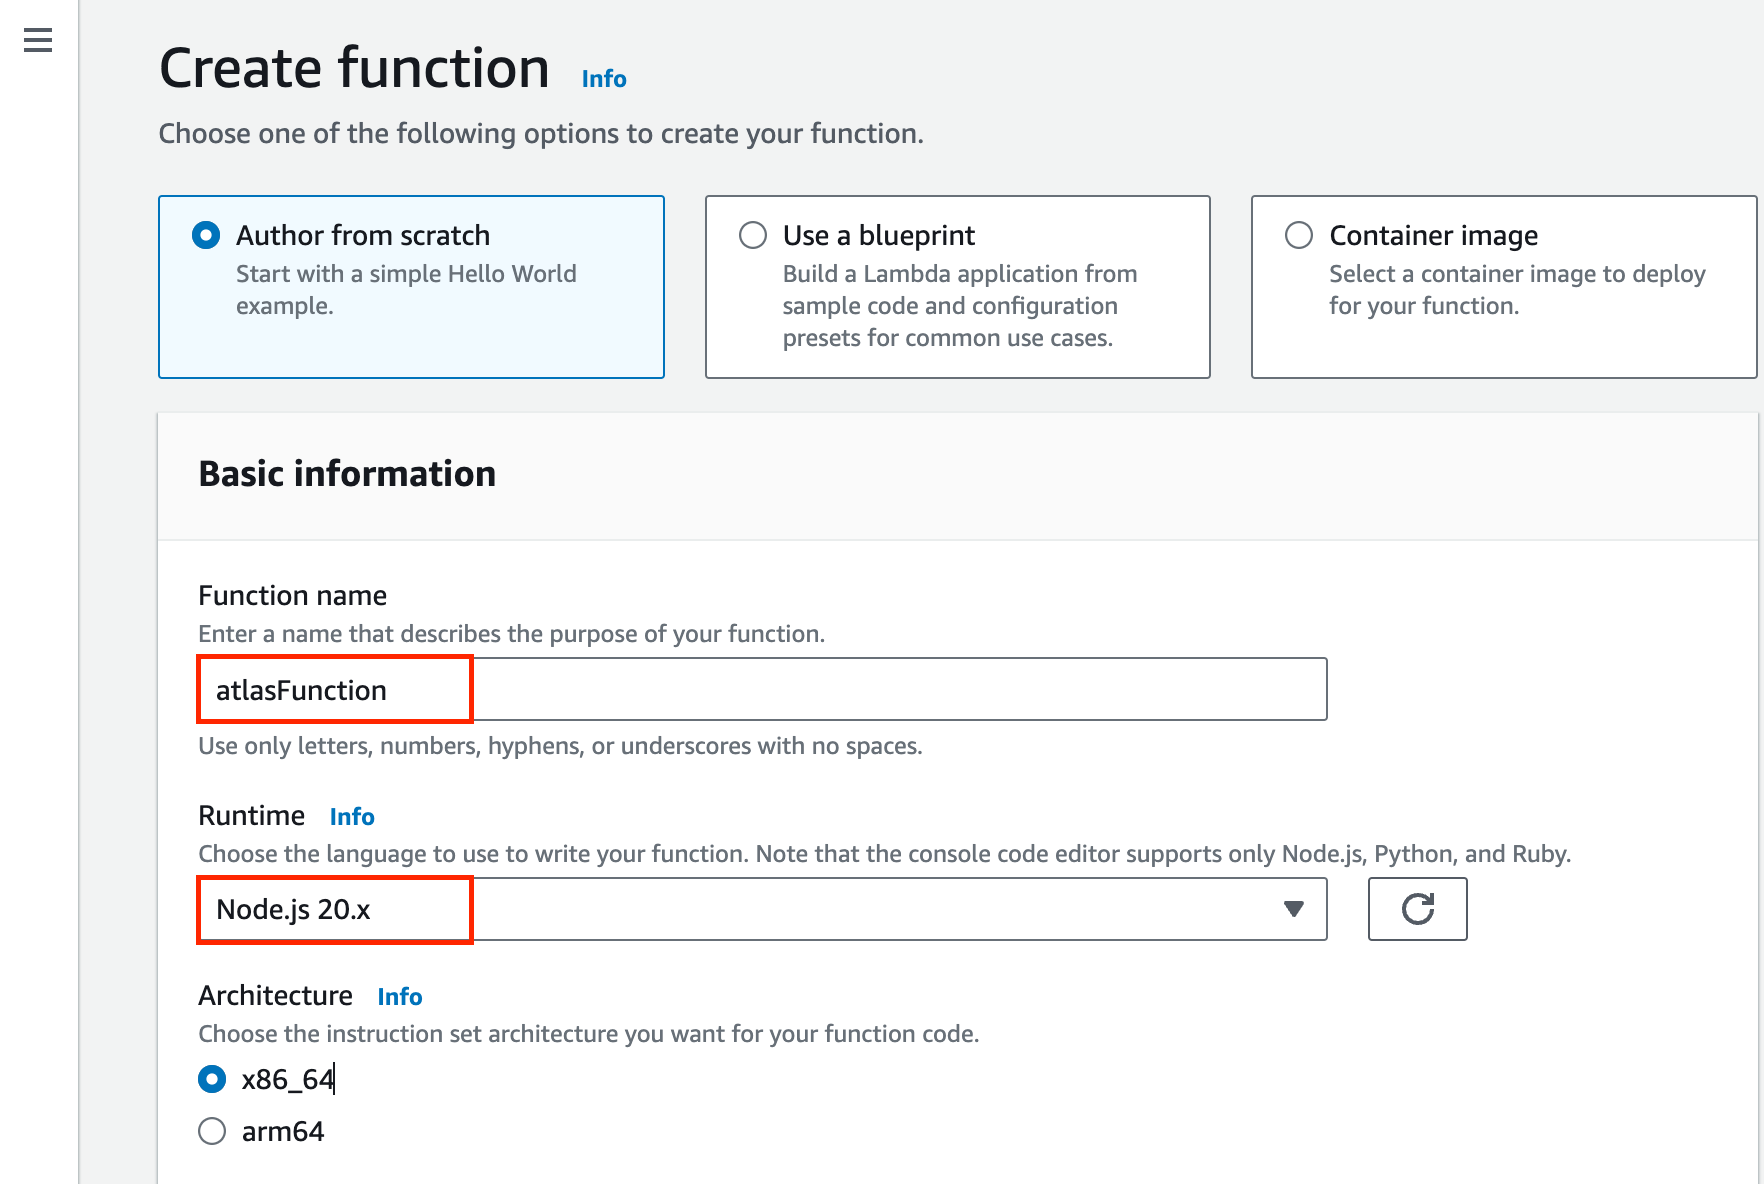 Create function Info
Choose one of the following options to create your function.
Author from scratch
Start with a simple Hello World
example.
Use a blueprint
Build a Lambda application from
sample code and configuration
presets for common use cases.
Container image
Select a container image to deploy
for your function.
Basic information
Function name
Enter a name that describes the purpose of your function.
atlasFunction
Use only letters, numbers, hyphens, or underscores with no spaces.
Runtime Info
Choose the language to use to write your function. Note that the console code editor supports only Node.js, Python, and Ruby.
Node.js 20.x
Architecture Info
Choose the instruction set architecture you want for your function code.
x86_64
arm64